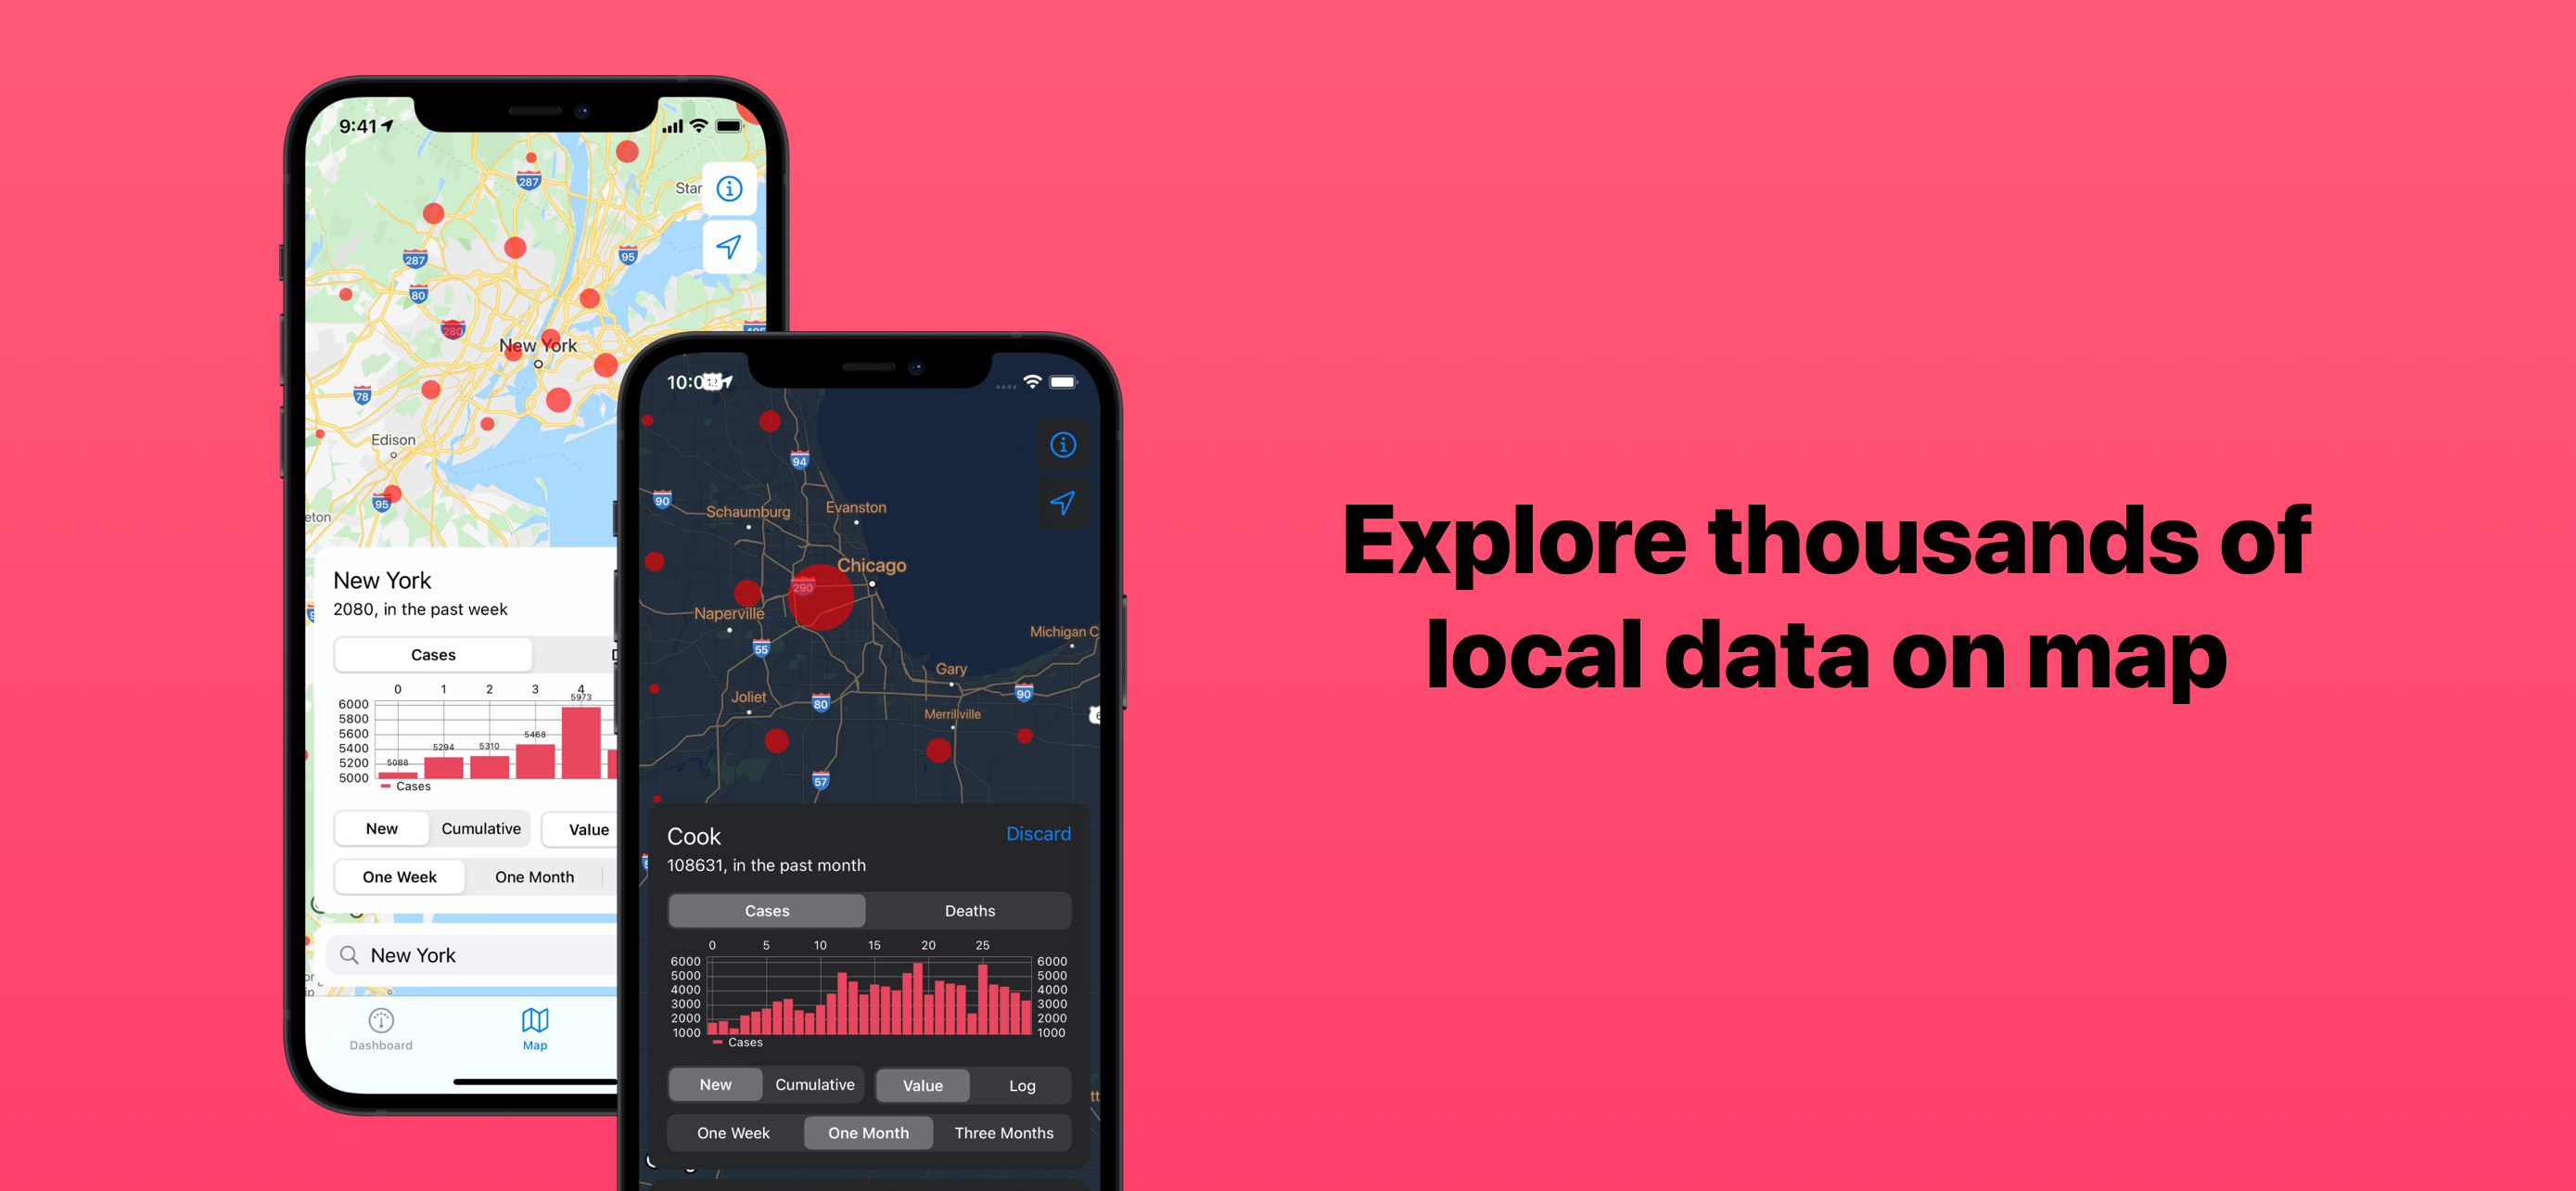 9:41
287
Star
287
95
80
280
495
New York
78
Edison
95
eton
New York
2080, in the past week
Cases
0 1 2 3 4
5973
6000
5800
5600
5400
5200
5000
5088
5294
5310
5468
Cases
New Cumulative Value
One Week One Month
New York
Dashboard Map
10:0
94
90
Schaumburg Evanston
Chicago
290
Naperville
Michigan C
55
Gary
Joliet
80
90
Merrillville
57
Cook Discard
108631, in the past month
Cases Deaths
0 5 10 15 20 25
6000 6000
5000 5000
4000 4000
3000 3000
2000 2000
1000 1000
Cases
New Cumulative Value Log
One Week One Month Three Months
Explore thousands of
local data on map